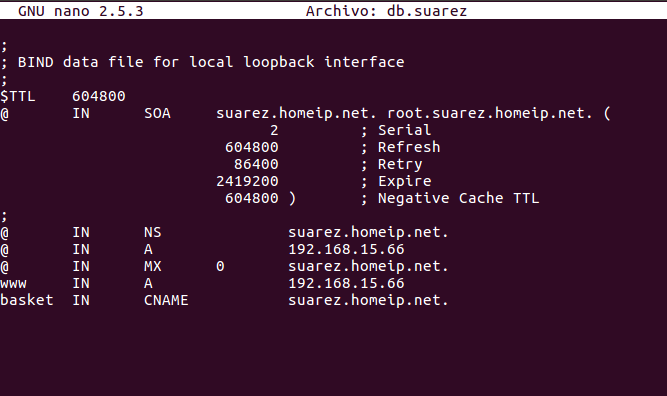 GNU nano 2.5.3 Archivo: db.suarez
;
; BIND data file for local loopback interface
;
$TTL 604800
@ IN SOA suarez.homeip.net. root.suarez.homeip.net. (
2 ; Serial
604800 ; Refresh
86400 ; Retry
2419200 ; Expire
604800 ) ; Negative Cache TTL
;
@ IN NS suarez.homeip.net.
@ IN A 192.168.15.66
@ IN MX 0 suarez.homeip.net.
www IN A 192.168.15.66
basket IN CNAME suarez.homeip.net.